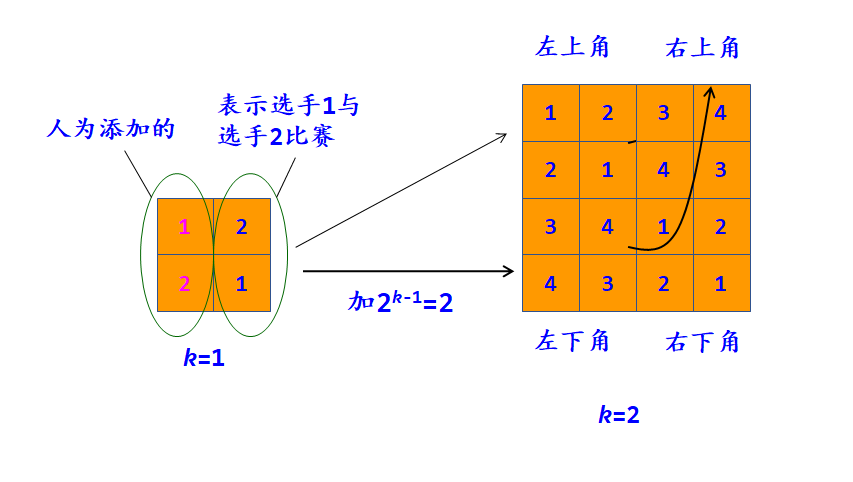 左上角 右上角
表示选手1与
选手2比赛
人为添加的
1 2
2 1
k=1
加2^{k-1}=2
1 2 3 4
2 1 4 3
3 4 1 2
4 3 2 1
左下角 右下角
k=2